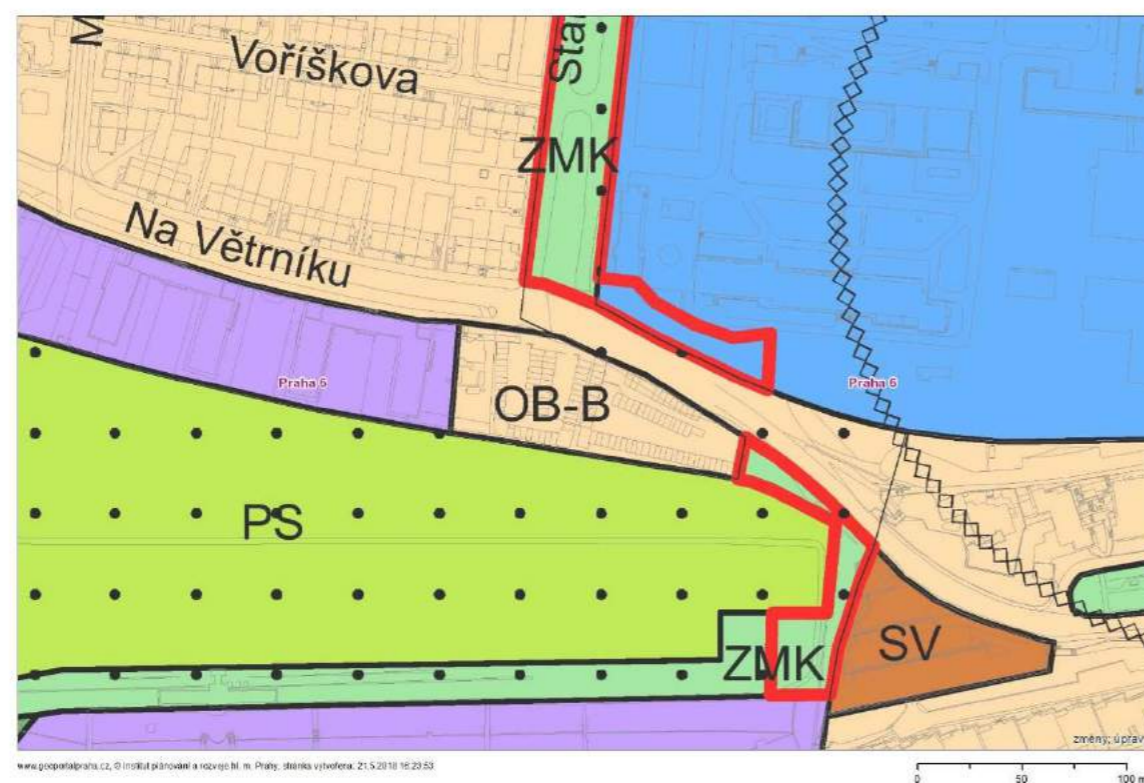 M
Voříškova
Sta
ZMK
Na Větrníku
Praha 6
Praha 6
OB-B
PS
ZMK
SV
změny; úprav
www.geoportalpraha.cz, © Institut plánování a rozvoje hl. m. Prahy, stránka vytvořena: 21.5.2018 16:23:53
0 50 100 m